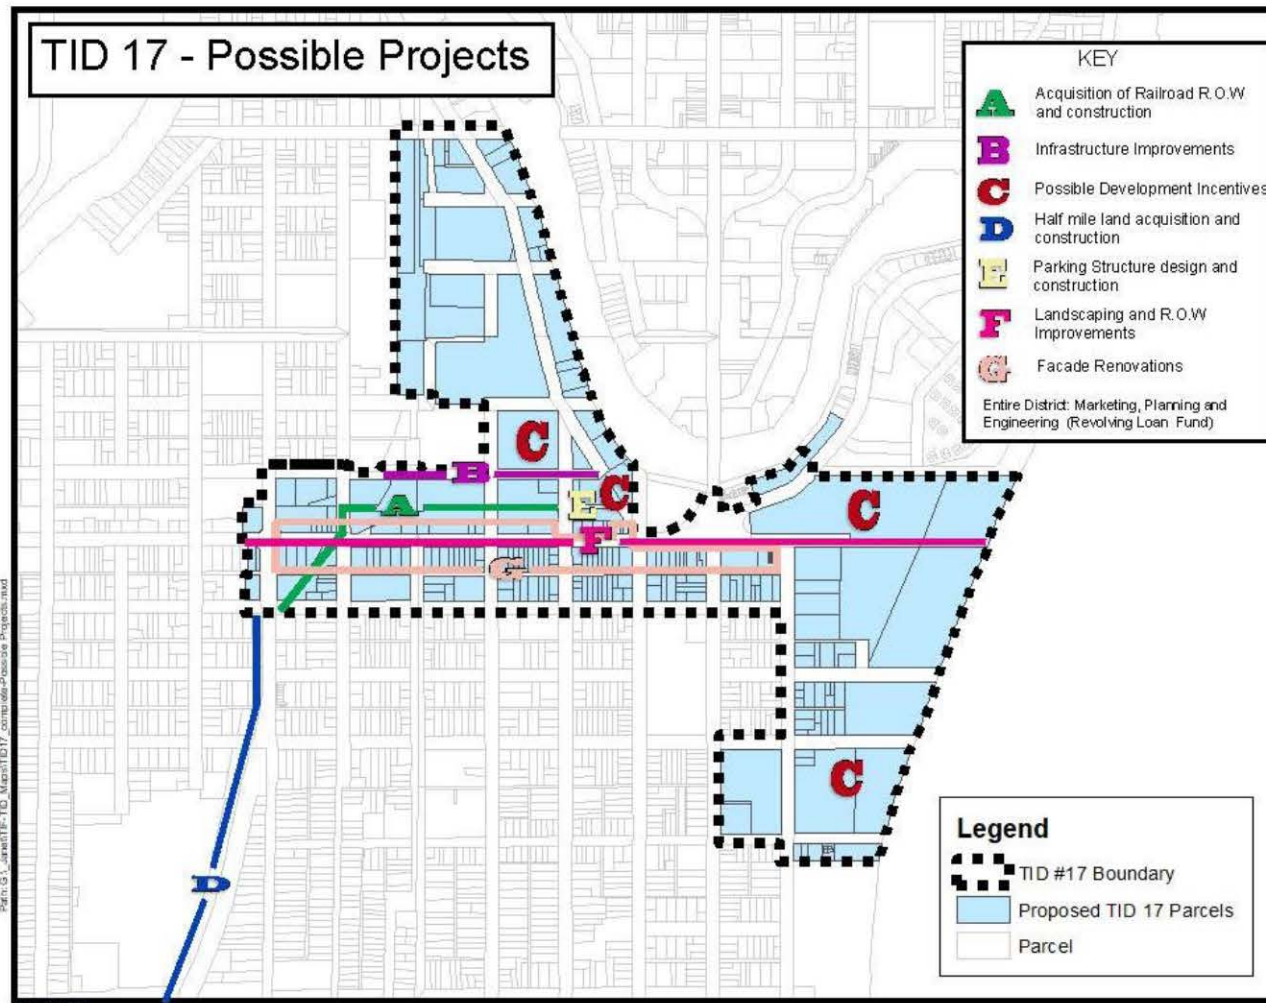 TID 17 - Possible Projects
KEY
A Acquisition of Railroad R.O.W
and construction
B Infrastructure Improvements
C Possible Development Incentives
D Half mile land acquisition and
construction
E Parking Structure design and
construction
F Landscaping and R.O.W
Improvements
G Facade Renovations
Entire District: Marketing, Planning and
Engineering (Revolving Loan Fund)
C
B
A
E
C
C
F
G
C
D
Legend
TID #17 Boundary
Proposed TID 17 Parcels
Parcel